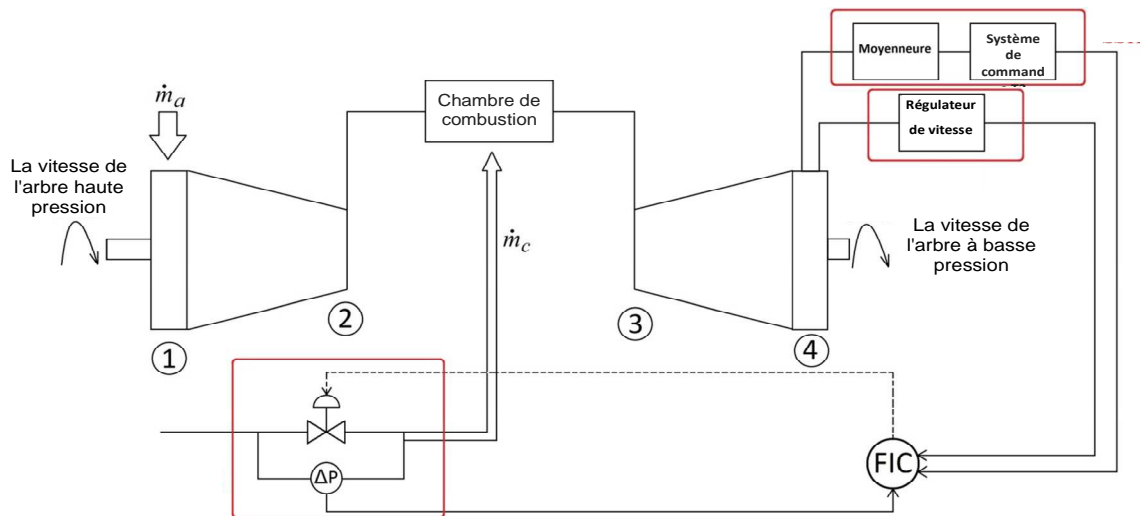 Moyenneure
Système
de
command
Régulateur
de vitesse
ṁa
Chambre de
combustion
La vitesse de
l'arbre haute
pression
ṁc
La vitesse de
l'arbre à basse
pression
2
3
1
4
FIC
ΔP